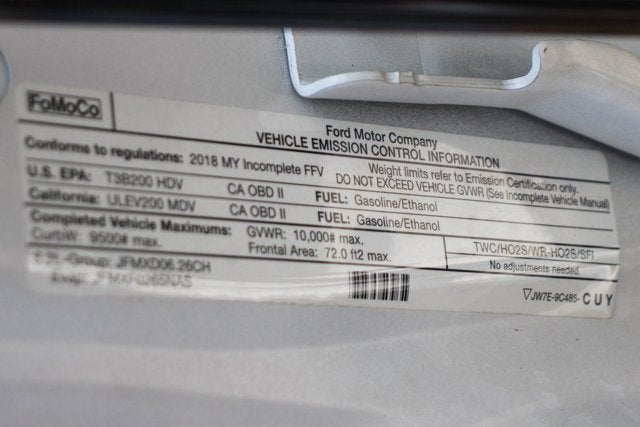 FoMoCo
Ford Motor Company
VEHICLE EMISSION CONTROL INFORMATION
Conforms to regulations: 2018 MY Incomplete FFV
Weight limits refer to Emission Certification only.
DO NOT EXCEED VEHICLE GVWR (See Incomplete Vehicle Manual)
U.S. EPA: T3B200 HDV CA OBD II FUEL: Gasoline/Ethanol
California: ULEV200 MDV CA OBD II FUEL: Gasoline/Ethanol
Completed Vehicle Maximums: GVWR: 10,000# max.
CurbW: 9500# max. Frontal Area: 72.0 ft2 max.
TWC/HO2S/WR-HO2S/SFI
No adjustments needed.
-Group: JFMXD06.26CH
Evap:
JW7E-9C485- CUY